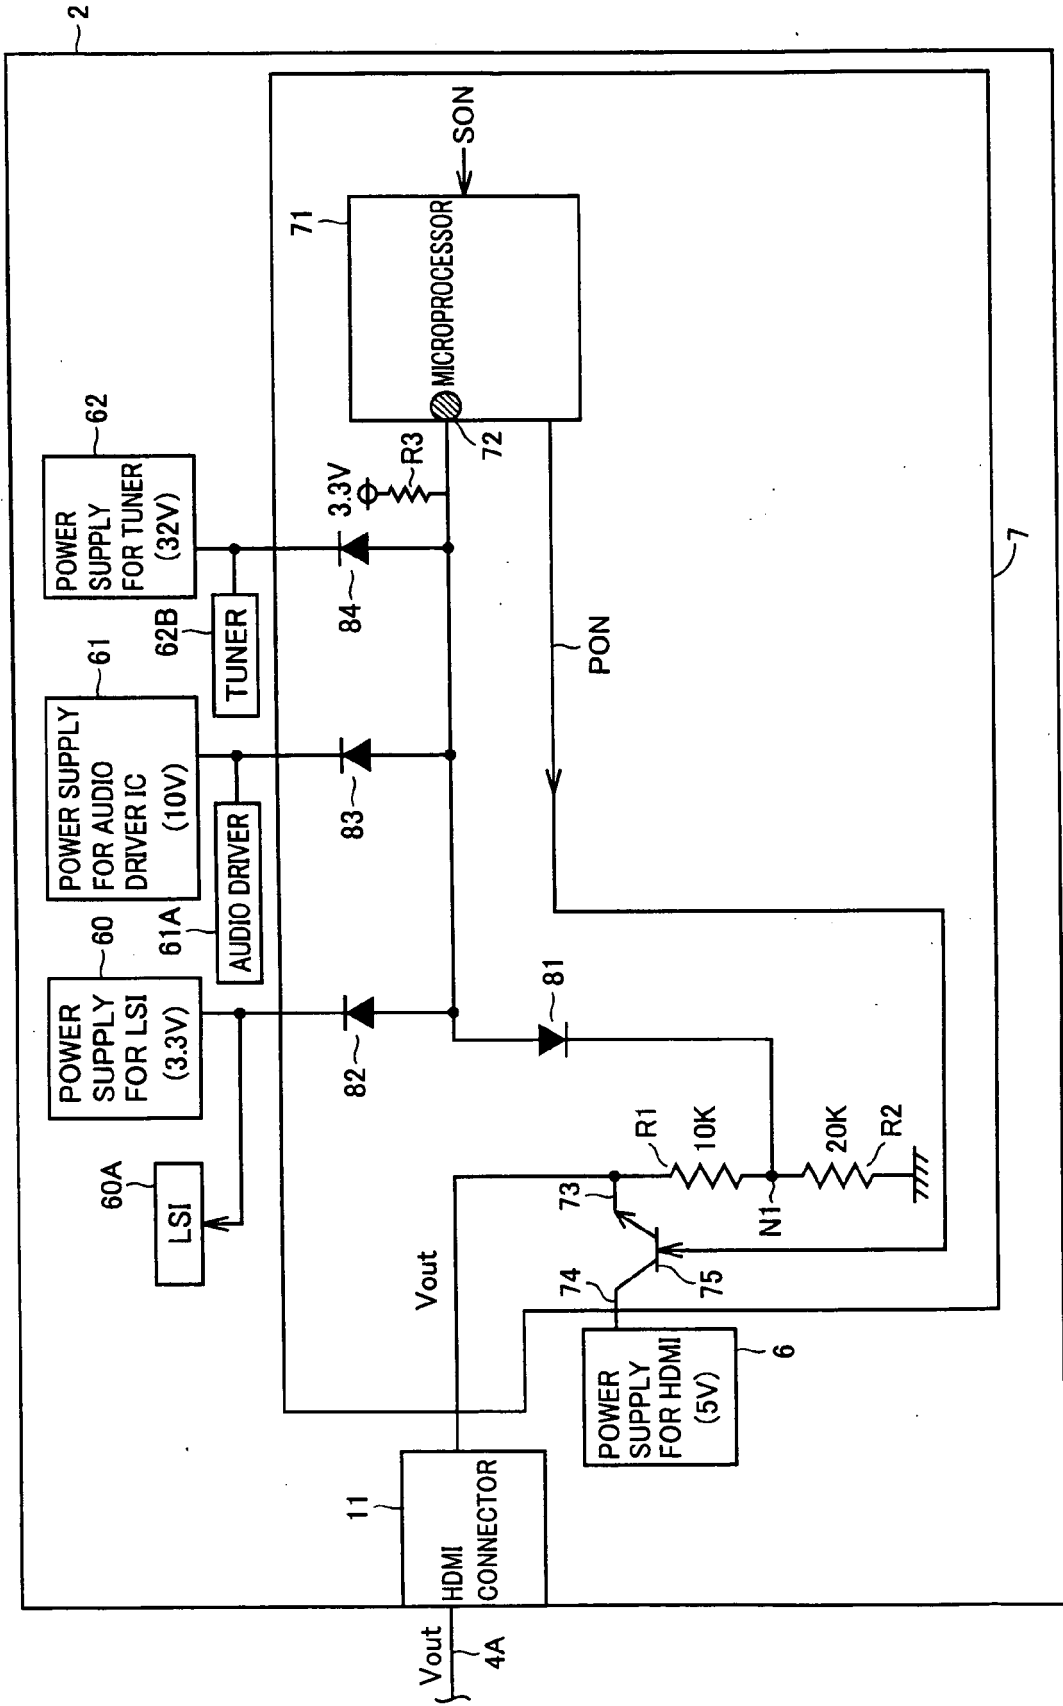 2
62
POWER
SUPPLY
FOR TUNER
(32V)
62B
TUNER
61
POWER SUPPLY
FOR AUDIO
DRIVER IC
(10V)
61A
AUDIO DRIVER
60
POWER
SUPPLY
FOR LSI
(3.3V)
60A
LSI
71
MICROPROCESSOR
SON
72
3.3V
R3
84
83
82
81
PON
7
Vout
R1
10K
73
N1
20K
R2
74
75
POWER
SUPPLY
FOR HDMI
(5V)
6
11
HDMI
CONNECTOR
Vout
4A